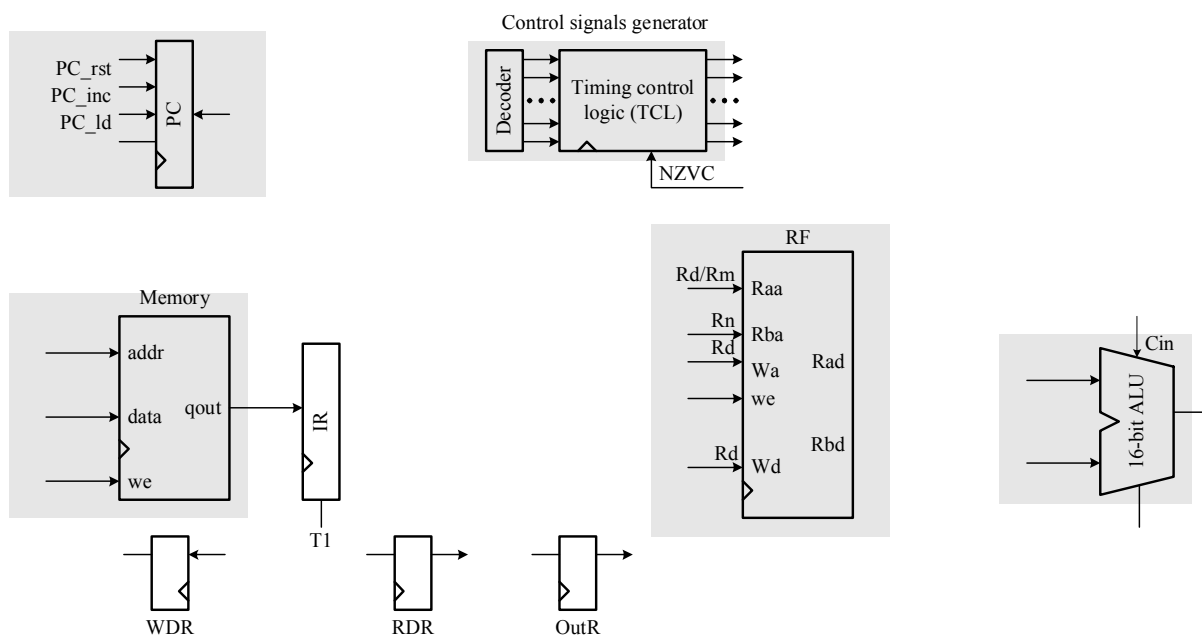 Control signals generator
PC_rst
PC_inc
PC_ld
PC
Decoder
Timing control
logic (TCL)
NZVC
RF
Rd/Rm
Raa
Rn
Rba
Rd
Wa
Rad
we
Rbd
Rd
Wd
Memory
addr
data
qout
we
IR
T1
Cin
16-bit ALU
WDR
RDR
OutR